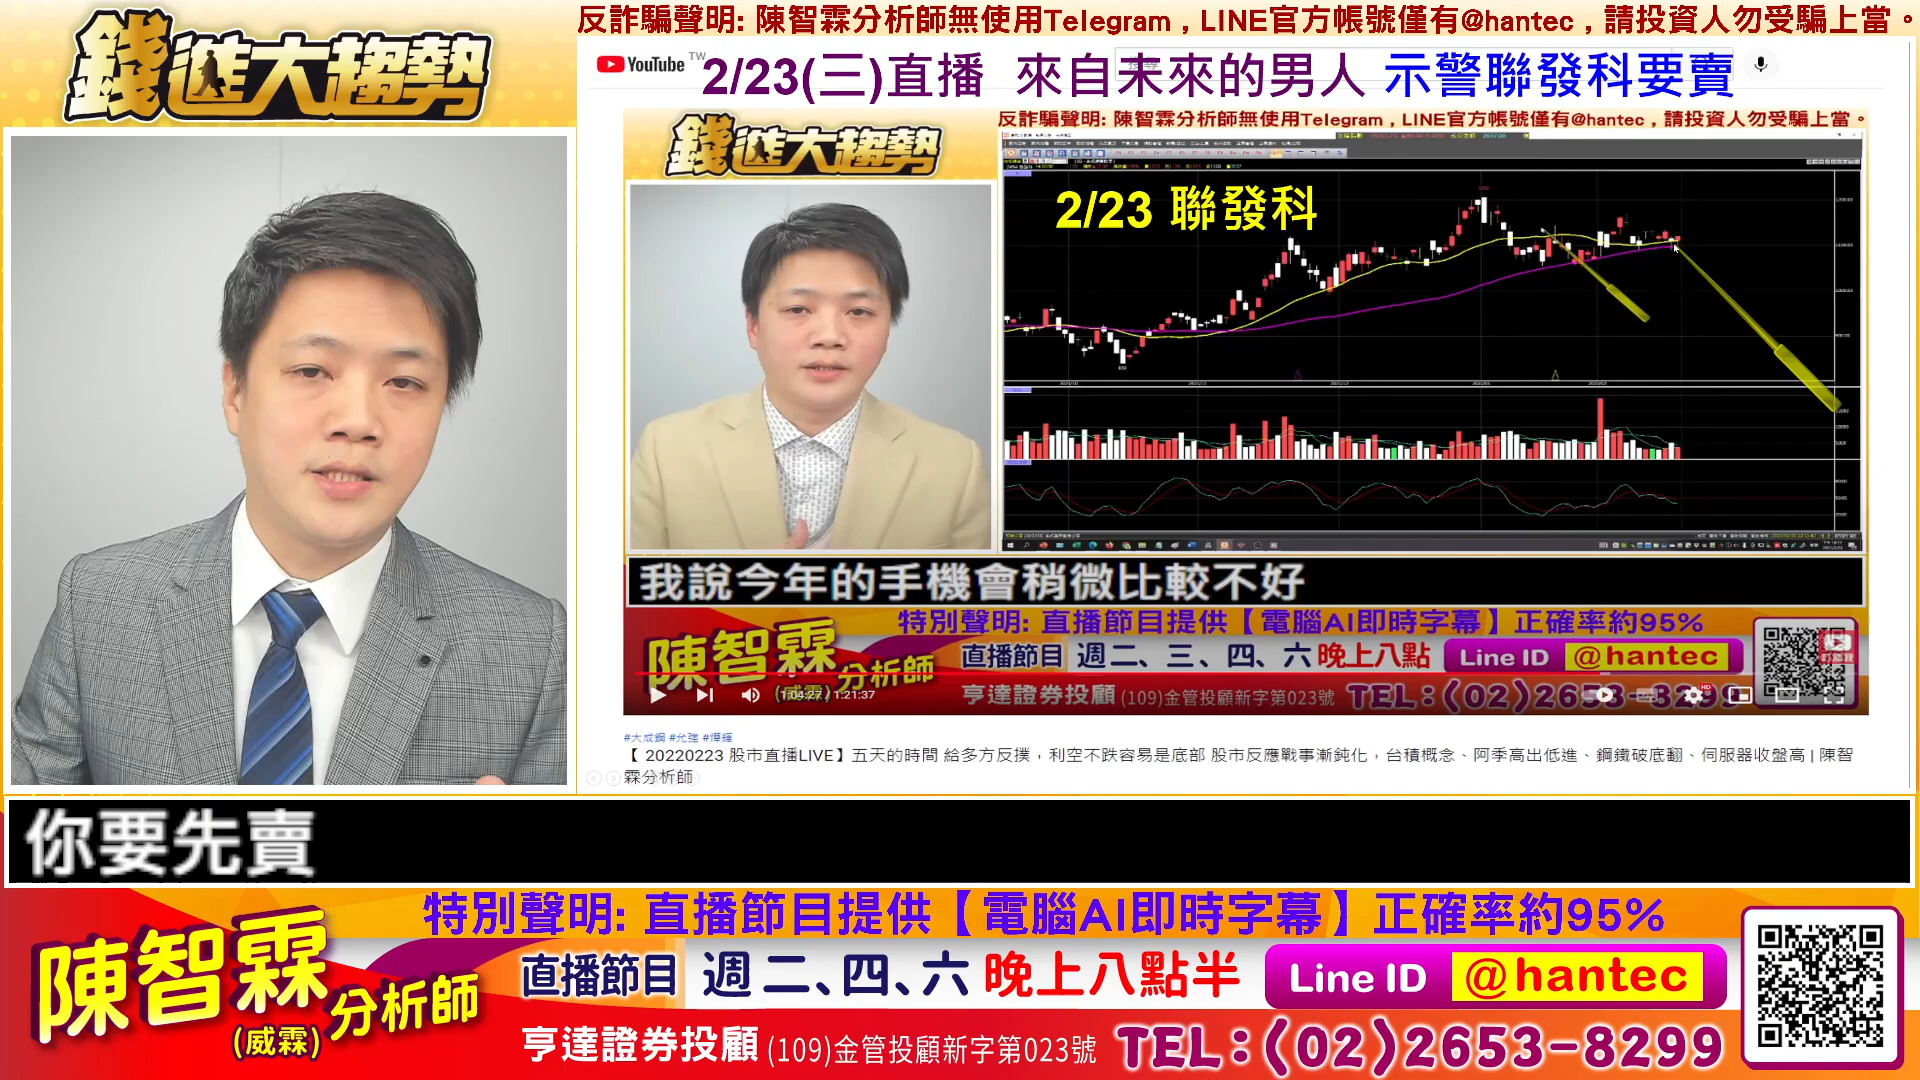 錢進大趨勢
反詐騙聲明: 陳智霖分析師無使用Telegram , LINE官方帳號僅有@hantec , 請投資人勿受騙上當。
YouTube TW
2/23(三)直播 來自未來的男人 示警聯發科要賣
錢進大趨勢
反詐騙聲明: 陳智霖分析師無使用Telegram , LINE官方帳號僅有@hantec , 請投資人勿受騙上當。
2/23 聯發科
我說今年的手機會稍微比較不好
特別聲明: 直播節目提供【電腦AI即時字幕】正確率約95%
陳智霖分析師
(威霖)
直播節目 週二、三、四、六晚上八點 Line ID @hantec
1:04:27 / 1:21:37
亨達證券投顧(109)金管投顧新字第023號 TEL:(02)2653-8299
#大成鋼 #允強 #燁輝
【 20220223 股市直播LIVE】五天的時間 給多方反撲，利空不跌容易是底部 股市反應戰事漸鈍化，台積概念、阿季高出低進、鋼鐵破底翻、伺服器收盤高 | 陳智
霖分析師
你要先賣
特別聲明: 直播節目提供【電腦AI即時字幕】正確率約95%
陳智霖分析師
(威霖)
直播節目 週二、四、六晚上八點半 Line ID @hantec
亨達證券投顧(109)金管投顧新字第023號 TEL:(02)2653-8299